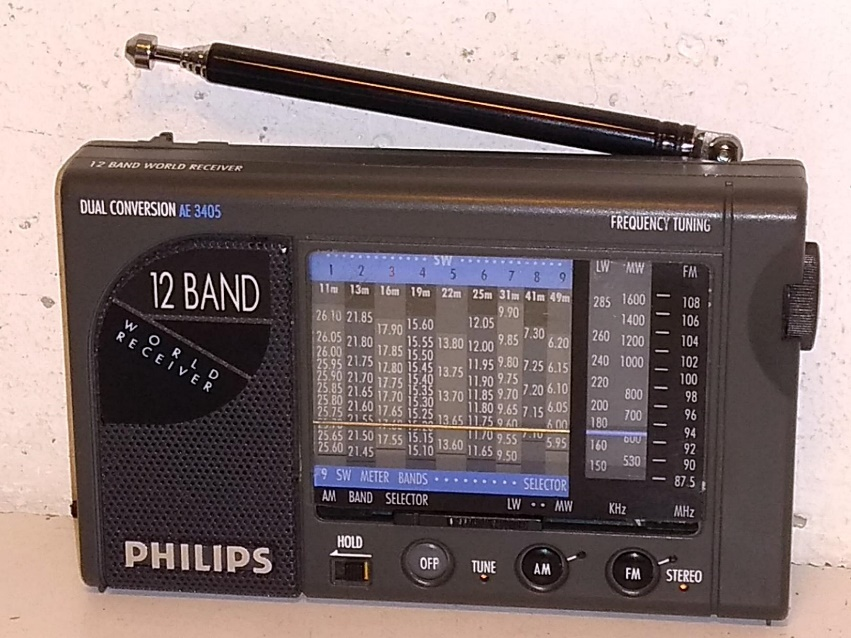 12 BAND WORLD RECEIVER
DUAL CONVERSION AE 3405
FREQUENCY TUNING
12 BAND
WORLD
RECEIVER
SW
1 2 3 4 5 6 7 8 9
11m 13m 16m 19m 22m 25m 31m 41m 49m
LW MW FM
26.10 21.85 17.90 15.60 12.05 9.90 7.30
26.05 21.80 17.85 15.55 13.80 12.00 9.85 6.20
26.00 15.50
25.95 21.75 17.80 15.45 13.75 11.95 9.80 7.25 6.15
25.90 21.70 17.75 15.40 11.90 9.75
25.85 21.65 17.70 15.35 13.70 11.85 9.70 7.20 6.10
25.80 21.60 17.65 15.30 11.80 9.65 7.15 6.05
25.75 17.60 15.25 13.65 11.75 9.60 6.00
25.65 21.50 17.55 15.15 13.60 11.70 9.55 7.10 5.95
25.60 21.45 15.10 11.65 9.50
285 1600 108
1400 106
260 1200 104
240 1000 102
220 100
800 98
200 700 96
180 94
160 600 92
150 530 90
87.5
KHz MHz
9 SW METER BANDS SELECTOR
AM BAND SELECTOR LW MW
PHILIPS
HOLD
OFF
TUNE
AM
FM
STEREO